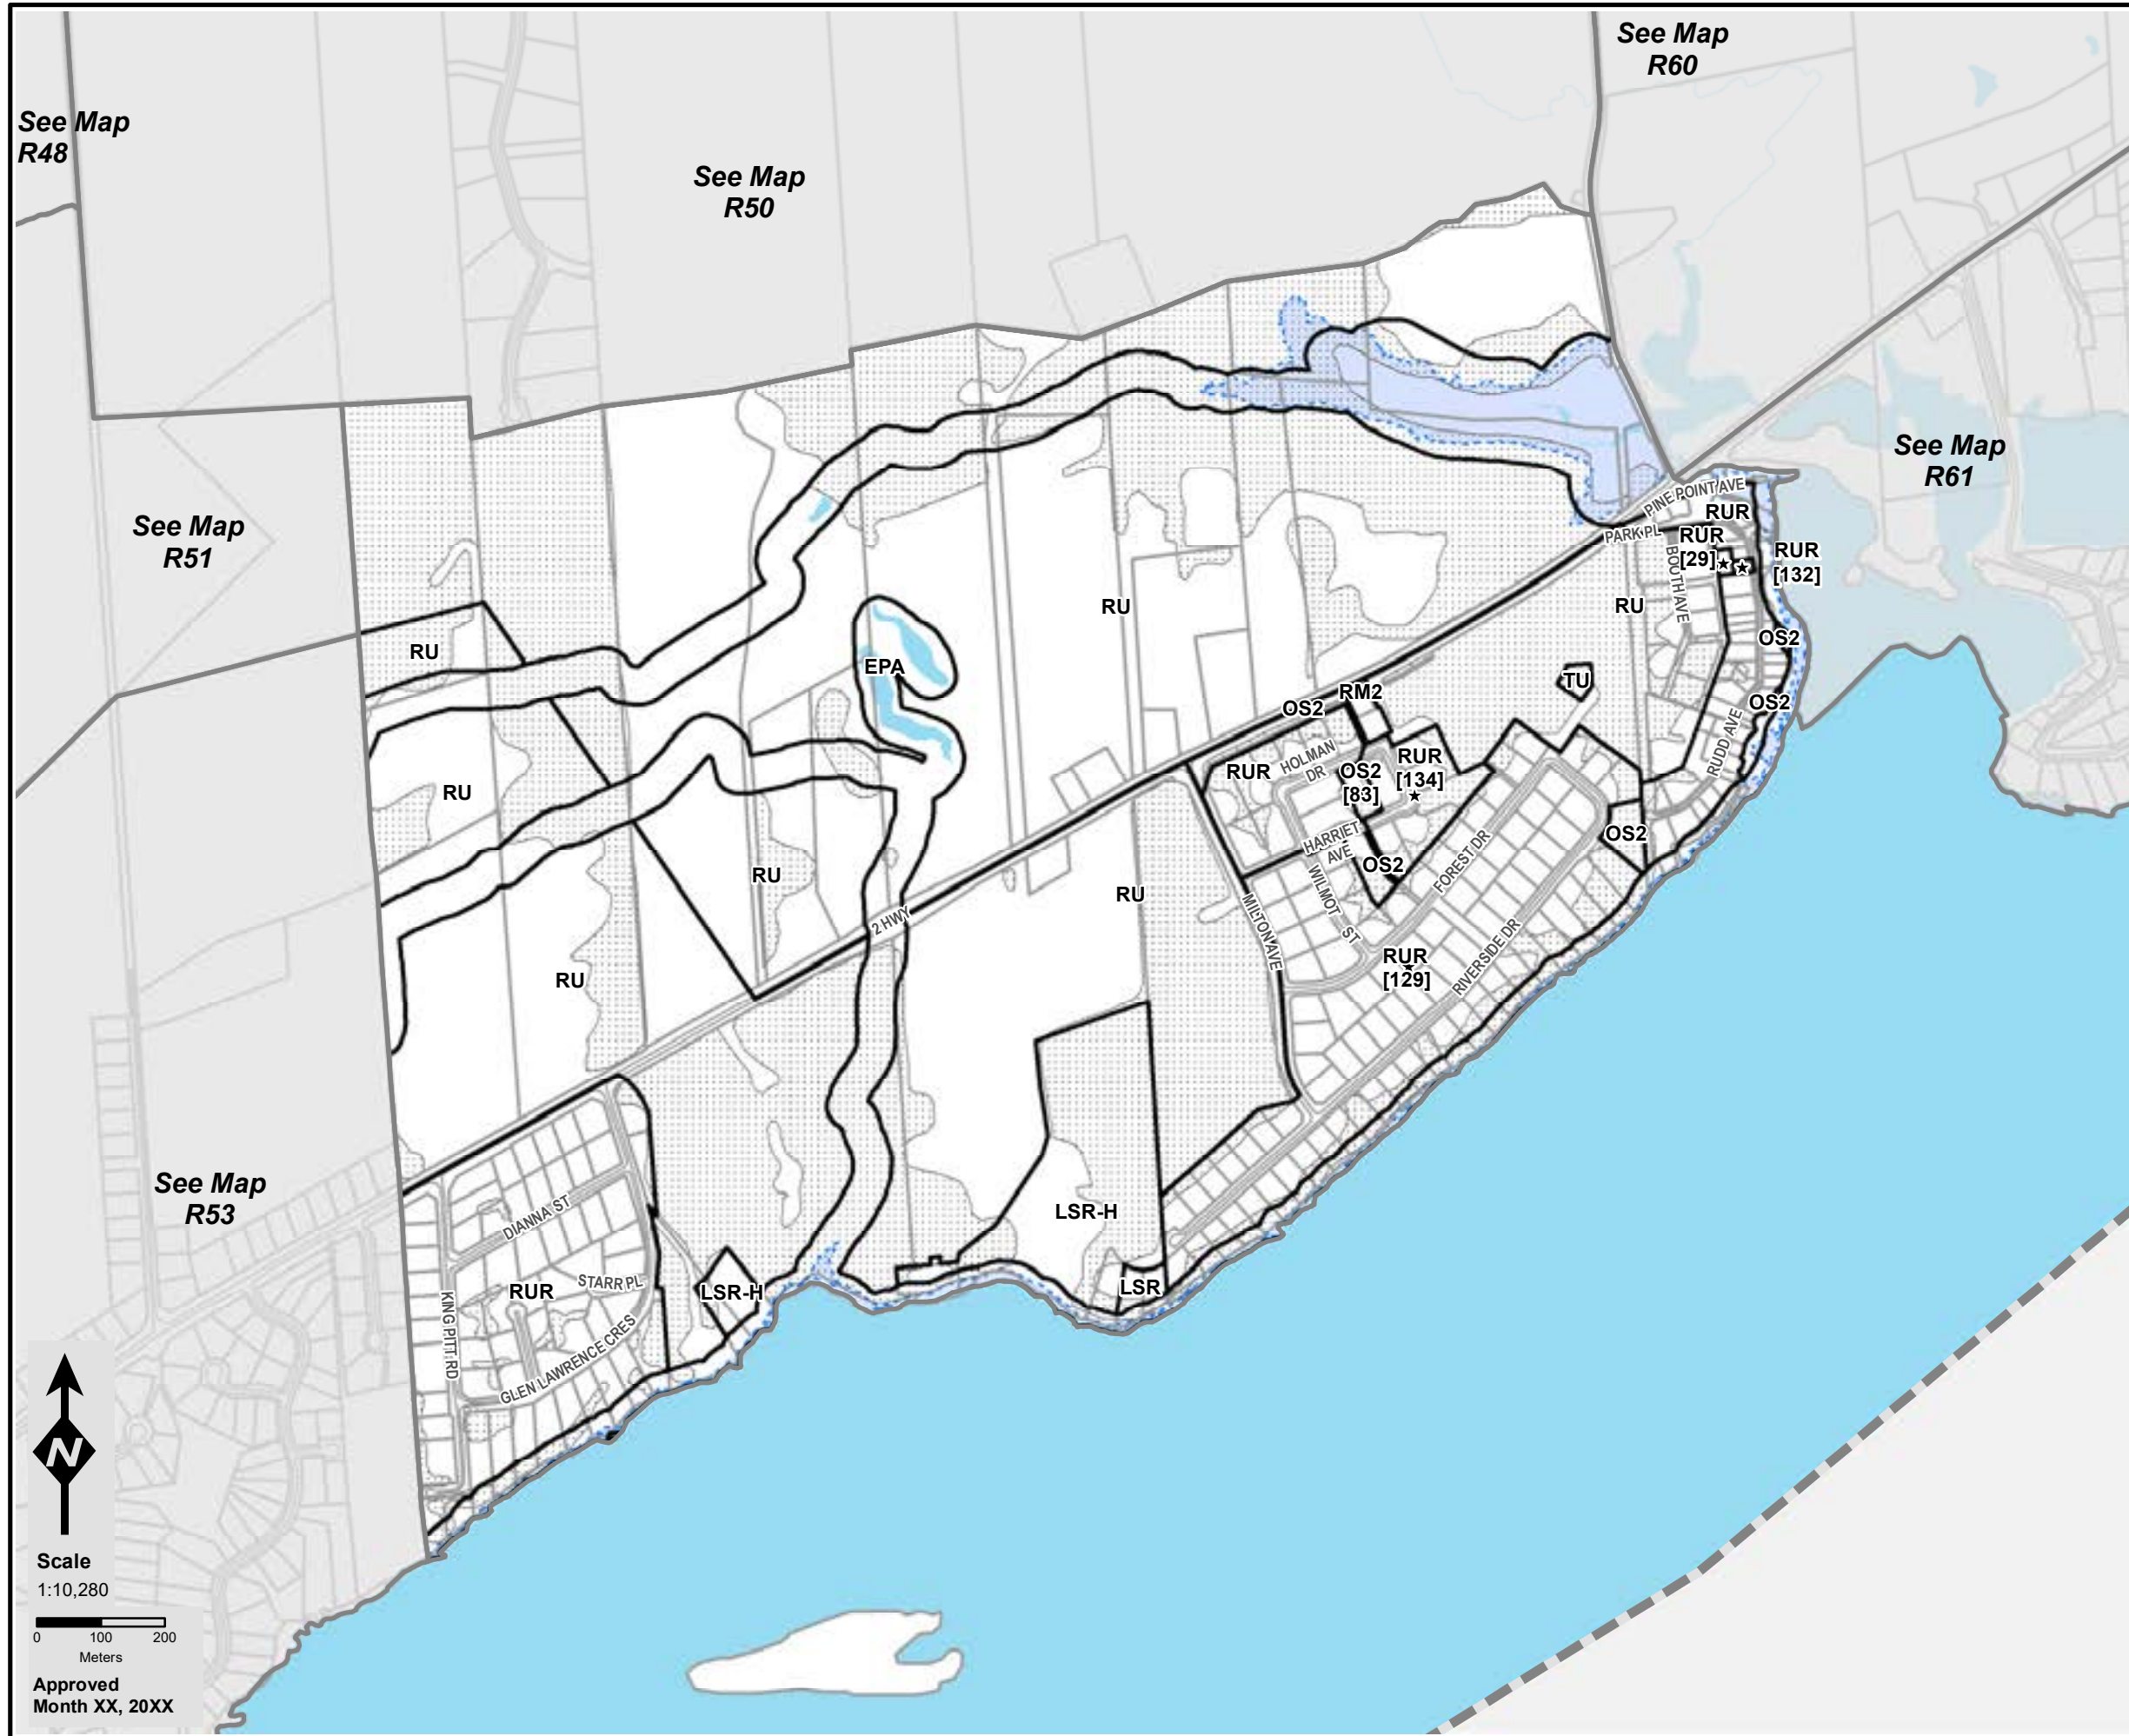 See Map
R60
See Map
R48
See Map
R50
See Map
R61
See Map
R51
PINE POINT AVE
RUR
PARK PL
RUR
[29]
BOUTH AVE
RUR
[132]
RU
RU
OS2
RU
EPA
TU
RM2
OS2
OS2
RUDD AVE
HOLMAN
DR
RUR
OS2
[83]
RUR
[134]
RU
OS2
HARRIET
AVE
OS2
FOREST DR
WILMOT ST
RU
RU
MILTON AVE
2 HWY
RUR
[129]
RIVERSIDE DR
RU
See Map
R53
DIANNA ST
LSR-H
STARR PL
RUR
LSR-H
LSR
KING PITT RD
GLEN LAWRENCE CRES
N
Scale
1:10,280
0 100 200
Meters
Approved
Month XX, 20XX